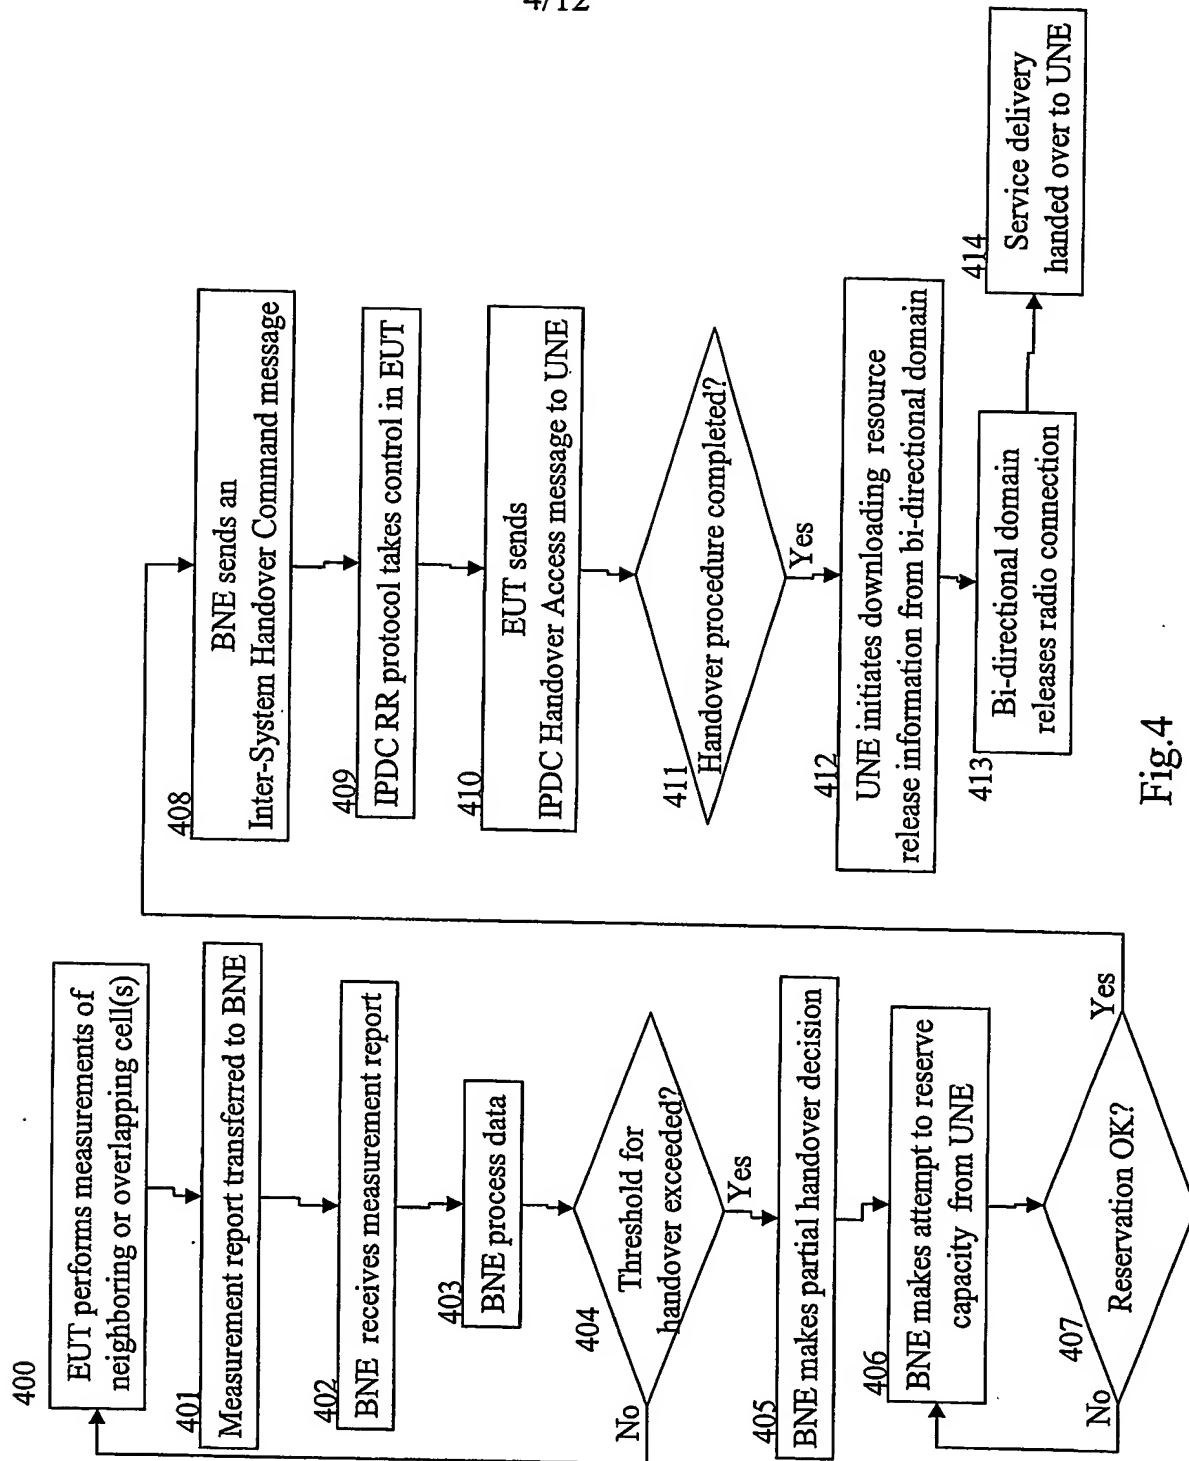 4/12
400
EUT performs measurements of
neighboring or overlapping cell(s)
401
Measurement report transferred to BNE
402
BNE receives measurement report
403
BNE process data
404
Threshold for
handover exceeded?
No
Yes
405
BNE makes partial handover decision
406
BNE makes attempt to reserve
capacity from UNE
407
Reservation OK?
No
Yes
408
BNE sends an
Inter-System Handover Command message
409
IPDC RR protocol takes control in EUT
410
EUT sends
IPDC Handover Access message to UNE
411
Handover procedure completed?
Yes
412
UNE initiates downloading resource
release information from bi-directional domain
413
Bi-directional domain
releases radio connection
414
Service delivery
handed over to UNE
Fig.4